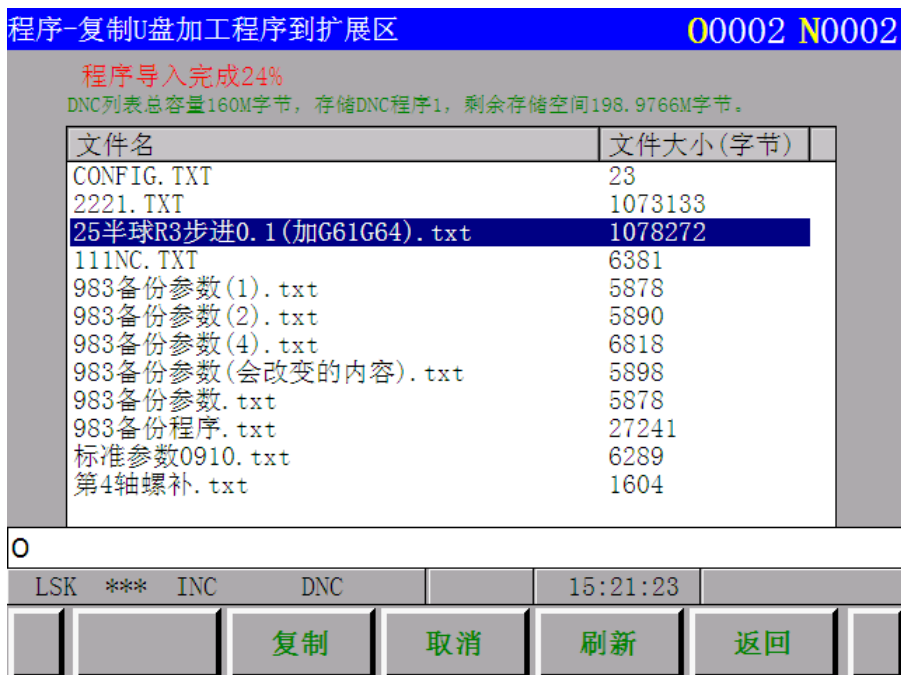 程序-复制U盘加工程序到扩展区 O0002 N0002
程序导入完成24%
DNC列表总容量160M字节，存储DNC程序1，剩余存储空间198.9766M字节。
文件名 文件大小(字节)
CONFIG.TXT 23
2221.TXT 1073133
25半球R3步进0.1(加G61G64).txt 1078272
111NC.TXT 6381
983备份参数(1).txt 5878
983备份参数(2).txt 5890
983备份参数(4).txt 6818
983备份参数(会改变的内容).txt 5898
983备份参数.txt 5878
983备份程序.txt 27241
标准参数0910.txt 6289
第4轴螺补.txt 1604
O
LSK *** INC DNC 15:21:23
复制 取消 刷新 返回